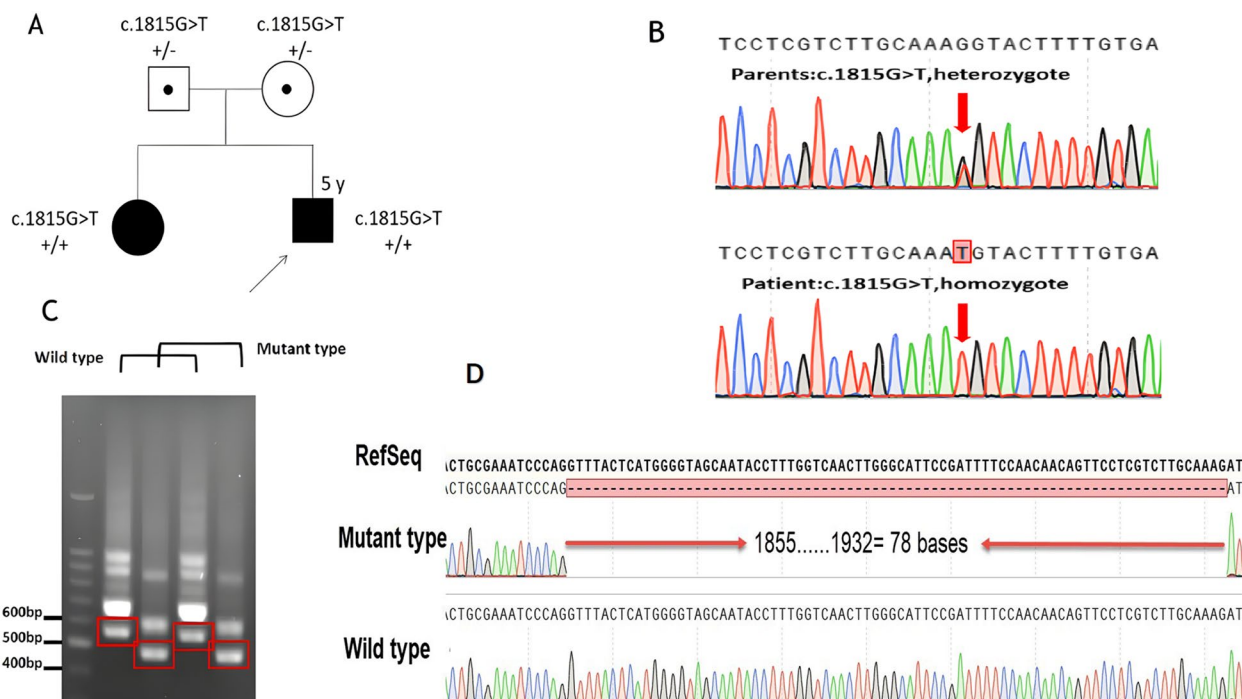 A
c.1815G>T
+/-
c.1815G>T
+/-
5 y
c.1815G>T
+/+
c.1815G>T
+/+
B
TCCTCGTCTTGCAAAGGTACTTTTGTGA
Parents:c.1815G>T,heterozygote
TCCTCGTCTTGCAAATGTACTTTTGTGA
Patient:c.1815G>T,homozygote
C
Wild type
Mutant type
600bp
500bp
400bp
D
RefSeq
ACTGCGAAATCCCAGGTTTACTCATGGGGTAGCAATACCTTTGGTCAACTTGGGCATTCCGATTTTCCAACAACAGTTCCTCGTCTTGCAAAGAT
ACTGCGAAATCCCAG------------------------------------------------------------------------------AT
Mutant type
1855......1932= 78 bases
ACTGCGAAATCCCAGGTTTACTCATGGGGTAGCAATACCTTTGGTCAACTTGGGCATTCCGATTTTCCAACAACAGTTCCTCGTCTTGCAAAGAT
Wild type